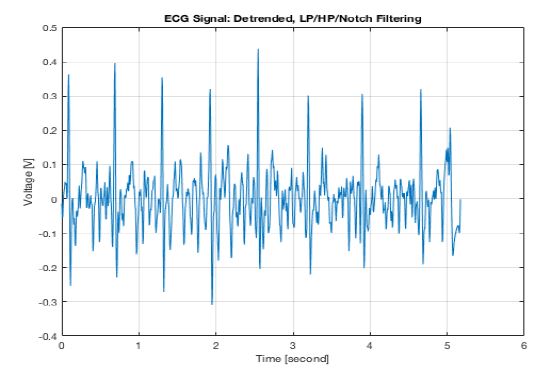 ECG Signal: Detrended, LP/HP/Notch Filtering
0.5
0.4
0.3
0.2
0.1
0
-0.1
-0.2
-0.3
-0.4
Voltage [V]
0 1 2 3 4 5 6
Time [second]